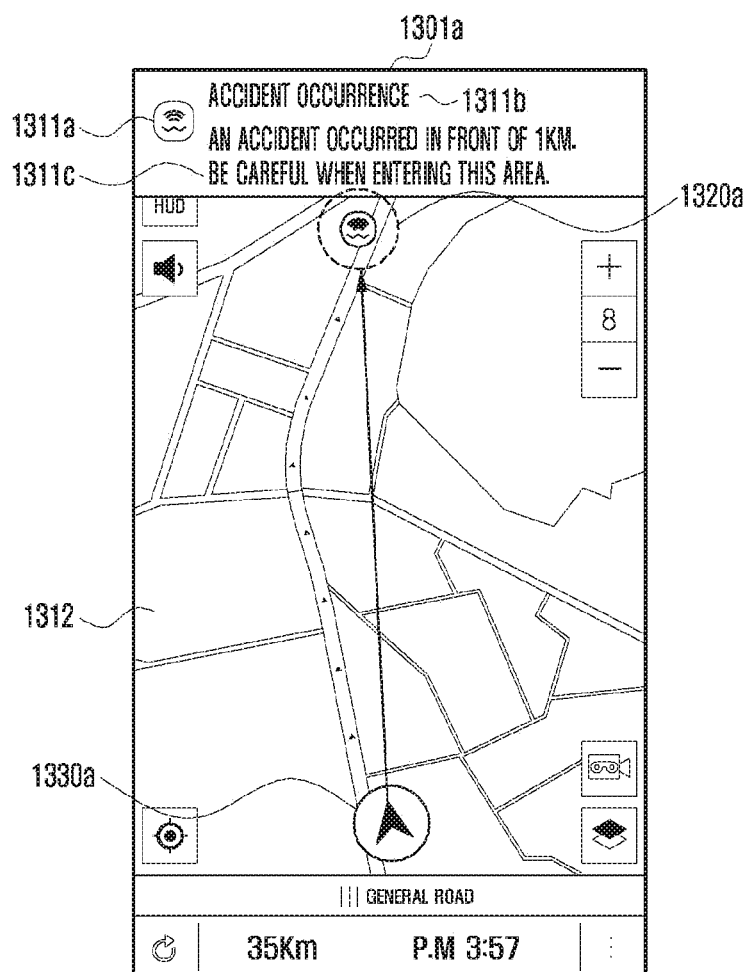 1301a
ACCIDENT OCCURRENCE
1311b
1311a
AN ACCIDENT OCCURRED IN FRONT OF 1KM.
1311c
BE CAREFUL WHEN ENTERING THIS AREA.
1320a
HUD
+
8
−
1312
1330a
GENERAL ROAD
35Km
P.M 3:57